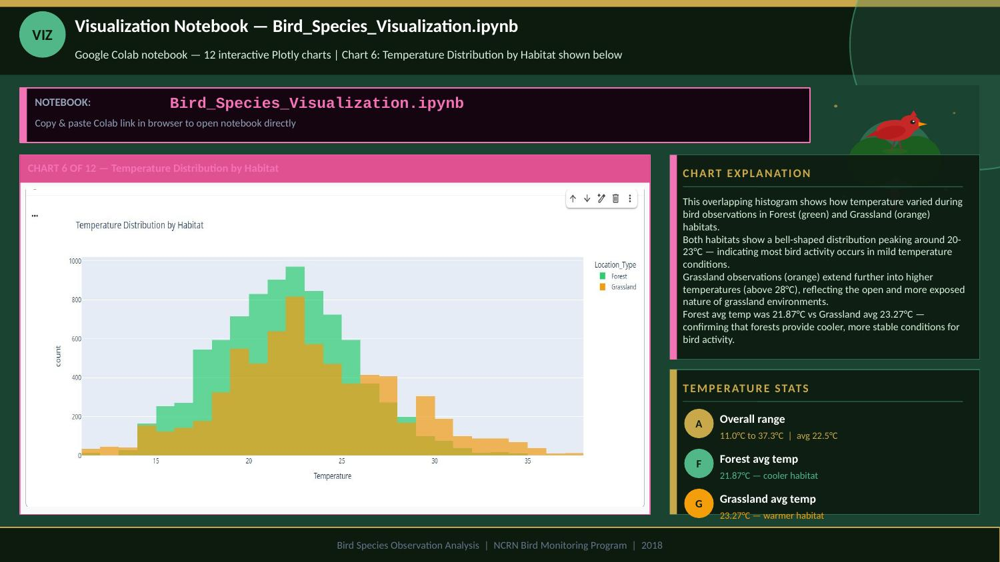 VIZ
Visualization Notebook — Bird_Species_Visualization.ipynb
Google Colab notebook — 12 interactive Plotly charts | Chart 6: Temperature Distribution by Habitat shown below
NOTEBOOK: Bird_Species_Visualization.ipynb
Copy & paste Colab link in browser to open notebook directly
CHART 6 OF 12 — Temperature Distribution by Habitat
...
Temperature Distribution by Habitat
1000
800
600
400
200
0
count
15 20 25 30 35
Temperature
Location_Type
Forest
Grassland
CHART EXPLANATION
This overlapping histogram shows how temperature varied during
bird observations in Forest (green) and Grassland (orange)
habitats.
Both habitats show a bell-shaped distribution peaking around 20-
23°C — indicating most bird activity occurs in mild temperature
conditions.
Grassland observations (orange) extend further into higher
temperatures (above 28°C), reflecting the open and more exposed
nature of grassland environments.
Forest avg temp was 21.87°C vs Grassland avg 23.27°C —
confirming that forests provide cooler, more stable conditions for
bird activity.
TEMPERATURE STATS
A
Overall range
11.0°C to 37.3°C | avg 22.5°C
F
Forest avg temp
21.87°C — cooler habitat
G
Grassland avg temp
23.27°C — warmer habitat
Bird Species Observation Analysis | NCRN Bird Monitoring Program | 2018